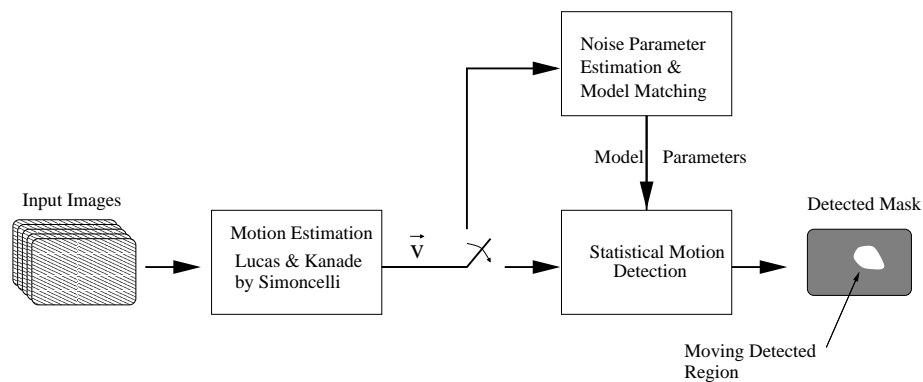 Noise Parameter
Estimation &
Model Matching
Model Parameters
Input Images
Motion Estimation
Lucas & Kanade
by Simoncelli
v
Statistical Motion
Detection
Detected Mask
Moving Detected
Region